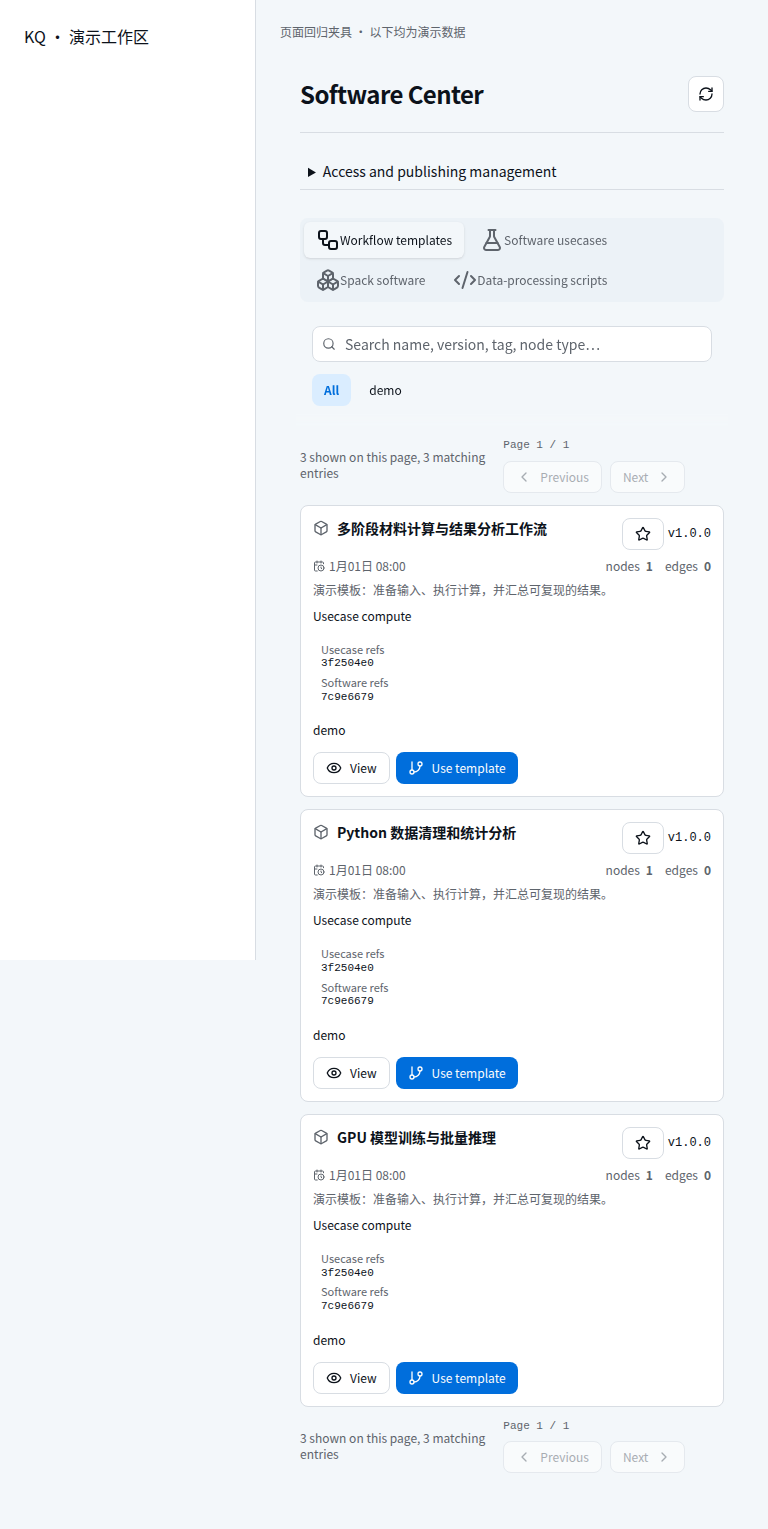 KQ · 演示工作区
页面回归夹具 · 以下均为演示数据
Software Center
Access and publishing management
Workflow templates
Software usecases
Spack software
Data-processing scripts
Search name, version, tag, node type…
All
demo
3 shown on this page, 3 matching
entries
Page 1 / 1
Previous
Next
多阶段材料计算与结果分析工作流
v1.0.0
1月01日 08:00
nodes 1 edges 0
演示模板：准备输入、执行计算，并汇总可复现的结果。
Usecase compute
Usecase refs
3f2504e0
Software refs
7c9e6679
demo
View
Use template
Python 数据清理和统计分析
v1.0.0
1月01日 08:00
nodes 1 edges 0
演示模板：准备输入、执行计算，并汇总可复现的结果。
Usecase compute
Usecase refs
3f2504e0
Software refs
7c9e6679
demo
View
Use template
GPU 模型训练与批量推理
v1.0.0
1月01日 08:00
nodes 1 edges 0
演示模板：准备输入、执行计算，并汇总可复现的结果。
Usecase compute
Usecase refs
3f2504e0
Software refs
7c9e6679
demo
View
Use template
3 shown on this page, 3 matching
entries
Page 1 / 1
Previous
Next